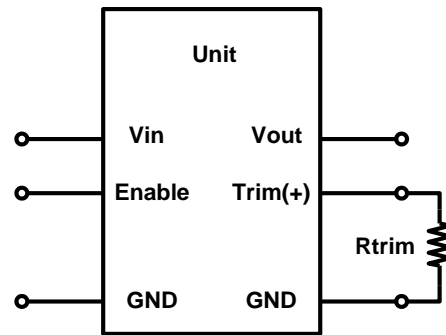 Unit
Vin Vout
Enable Trim(+)
Rtrim
GND GND